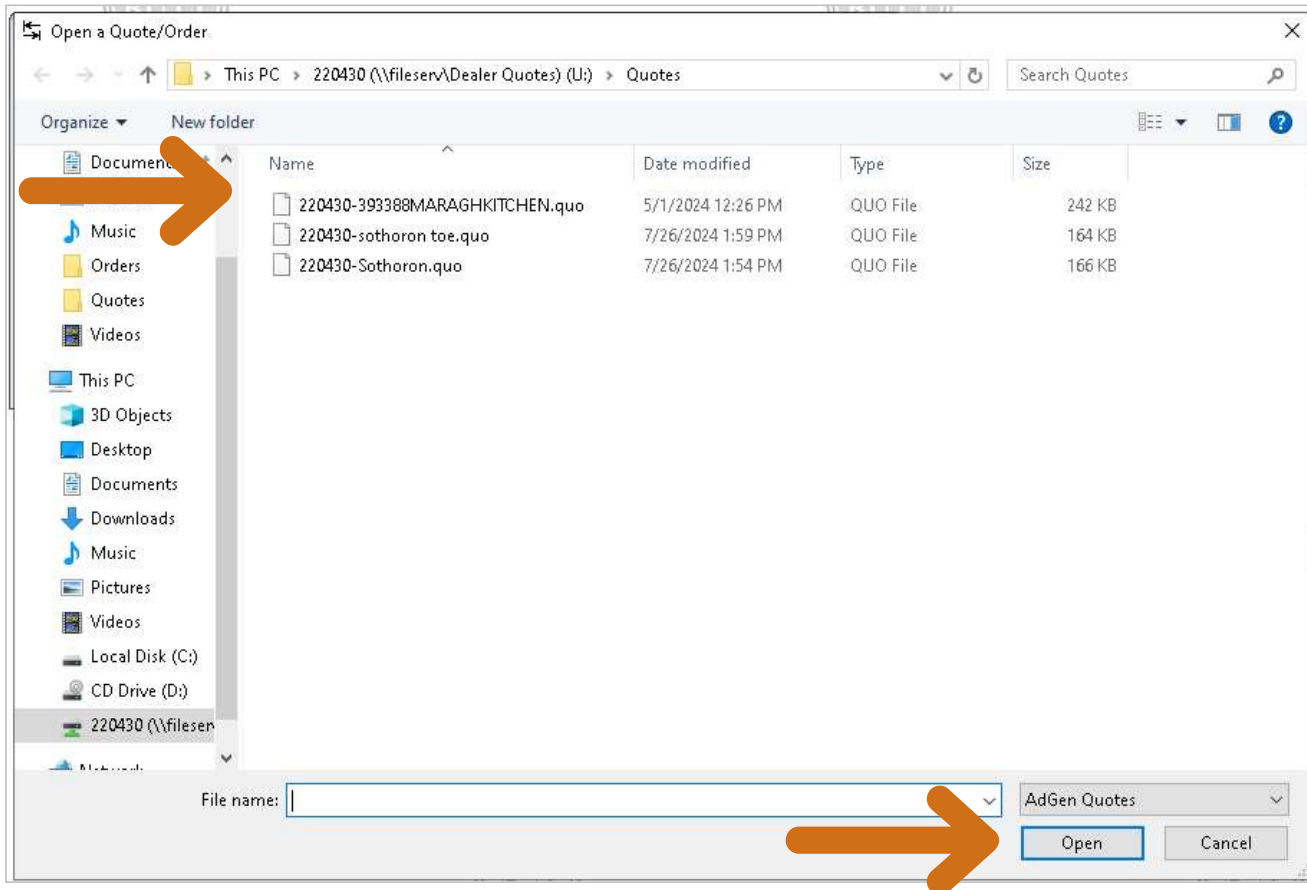 Open a Quote/Order
This PC > 220430 (\\fileserv\Dealer Quotes) (U:) > Quotes
Search Quotes
Organize
New folder
Name Date modified Type Size
220430-393388MARAGHKITCHEN.quo 5/1/2024 12:26 PM QUO File 242 KB
220430-sothoron toe.quo 7/26/2024 1:59 PM QUO File 164 KB
220430-Sothoron.quo 7/26/2024 1:54 PM QUO File 166 KB
Music
Orders
Quotes
Videos
This PC
3D Objects
Desktop
Documents
Downloads
Music
Pictures
Videos
Local Disk (C:)
CD Drive (D:)
220430 (\\fileser
File name:
AdGen Quotes
Open Cancel